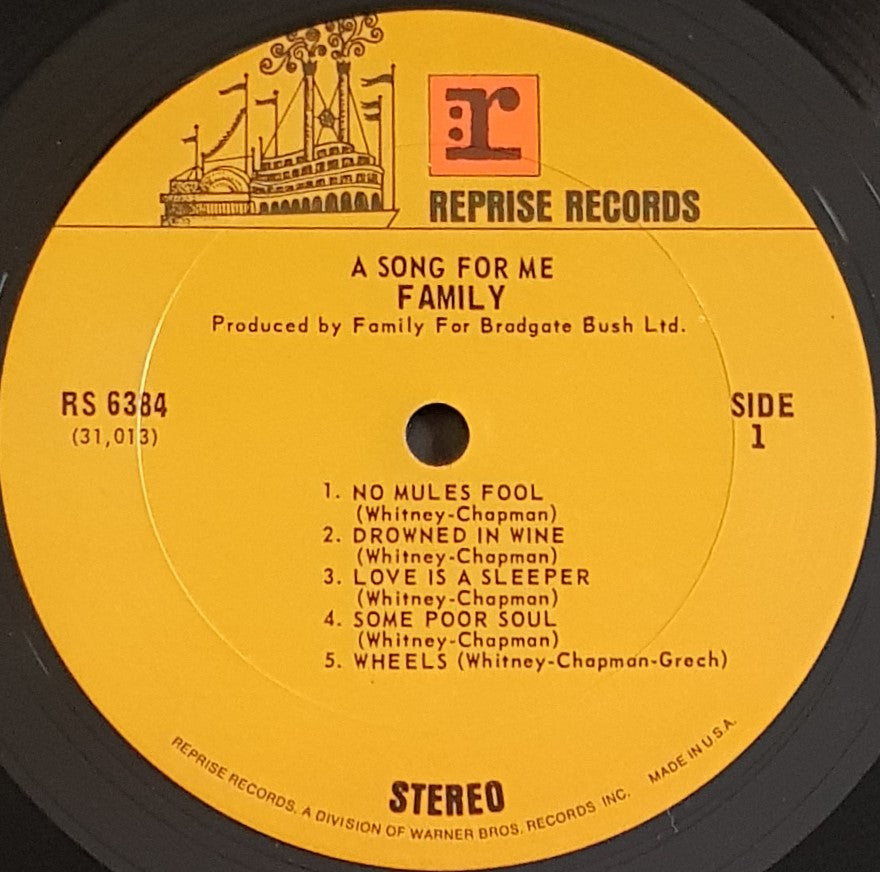 r:
REPRISE RECORDS
A SONG FOR ME
FAMILY
Produced by Family For Bradgate Bush Ltd.
RS 6384
(31,013)
SIDE
1
1. NO MULES FOOL
(Whitney-Chapman)
2. DROWNED IN WINE
(Whitney-Chapman)
3. LOVE IS A SLEEPER
(Whitney-Chapman)
4. SOME POOR SOUL
(Whitney-Chapman)
5. WHEELS (Whitney-Chapman-Grech)
STEREO
REPRISE RECORDS, A DIVISION OF WARNER BROS. RECORDS INC. MADE IN U.S.A.